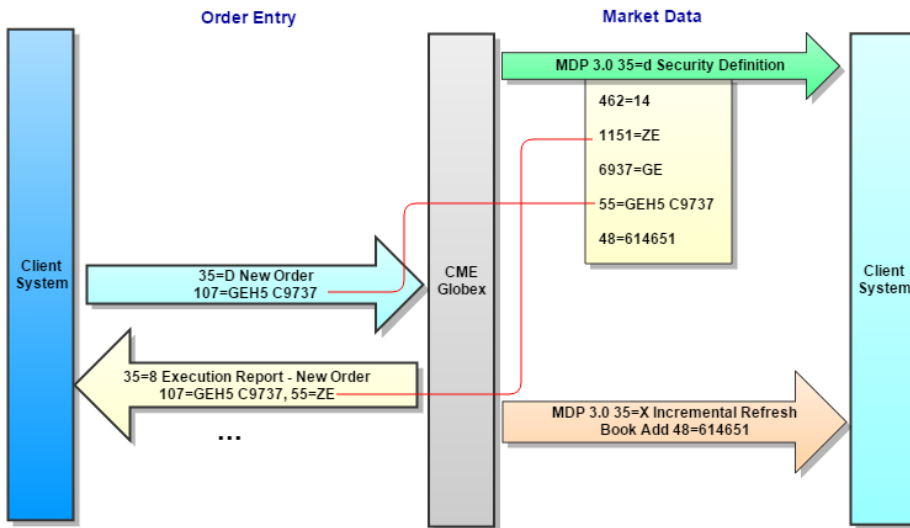 Order Entry
Market Data
MDP 3.0 35=d Security Definition
462=14
1151=ZE
6937=GE
55=GEH5 C9737
48=614651
Client
System
35=D New Order
107=GEH5 C9737
CME
Globex
Client
System
35=8 Execution Report - New Order
107=GEH5 C9737, 55=ZE
...
MDP 3.0 35=X Incremental Refresh
Book Add 48=614651